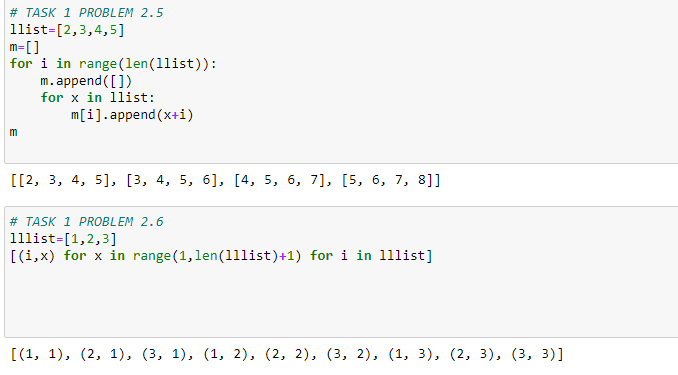 # TASK 1 PROBLEM 2.5
llist=[2,3,4,5]
m=[]
for i in range(len(llist)):
    m.append([])
    for x in llist:
        m[i].append(x+i)
m
[[2, 3, 4, 5], [3, 4, 5, 6], [4, 5, 6, 7], [5, 6, 7, 8]]
# TASK 1 PROBLEM 2.6
lllist=[1,2,3]
[(i,x) for x in range(1,len(lllist)+1) for i in lllist]
[(1, 1), (2, 1), (3, 1), (1, 2), (2, 2), (3, 2), (1, 3), (2, 3), (3, 3)]